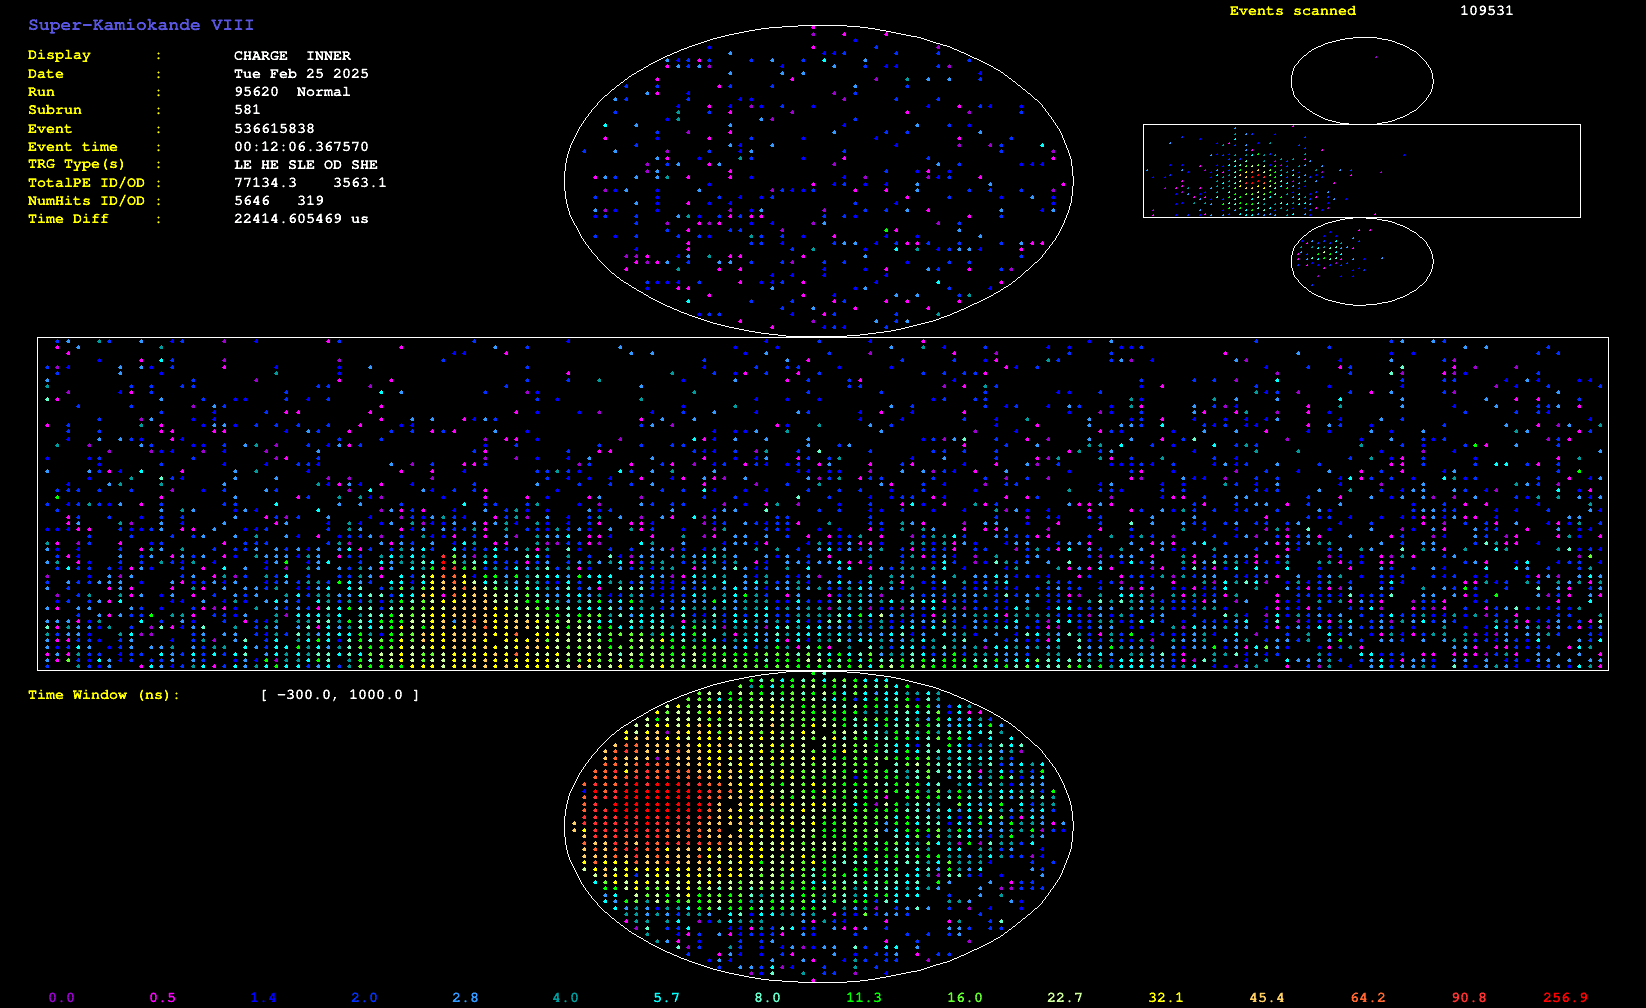 Super-Kamiokande VIII
Events scanned 109531
Display : CHARGE INNER
Date : Tue Feb 25 2025
Run : 95620 Normal
Subrun : 581
Event : 536615838
Event time : 00:12:06.367570
TRG Type(s) : LE HE SLE OD SHE
TotalPE ID/OD : 77134.3 3563.1
NumHits ID/OD : 5646 319
Time Diff : 22414.605469 us
Time Window (ns): [ -300.0, 1000.0 ]
0.0 0.5 1.4 2.0 2.8 4.0 5.7 8.0 11.3 16.0 22.7 32.1 45.4 64.2 90.8 256.9